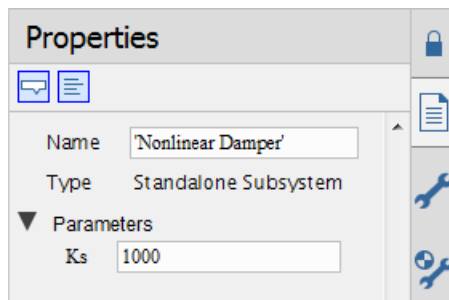 Properties
Name 'Nonlinear Damper'
Type Standalone Subsystem
Parameters
Ks 1000